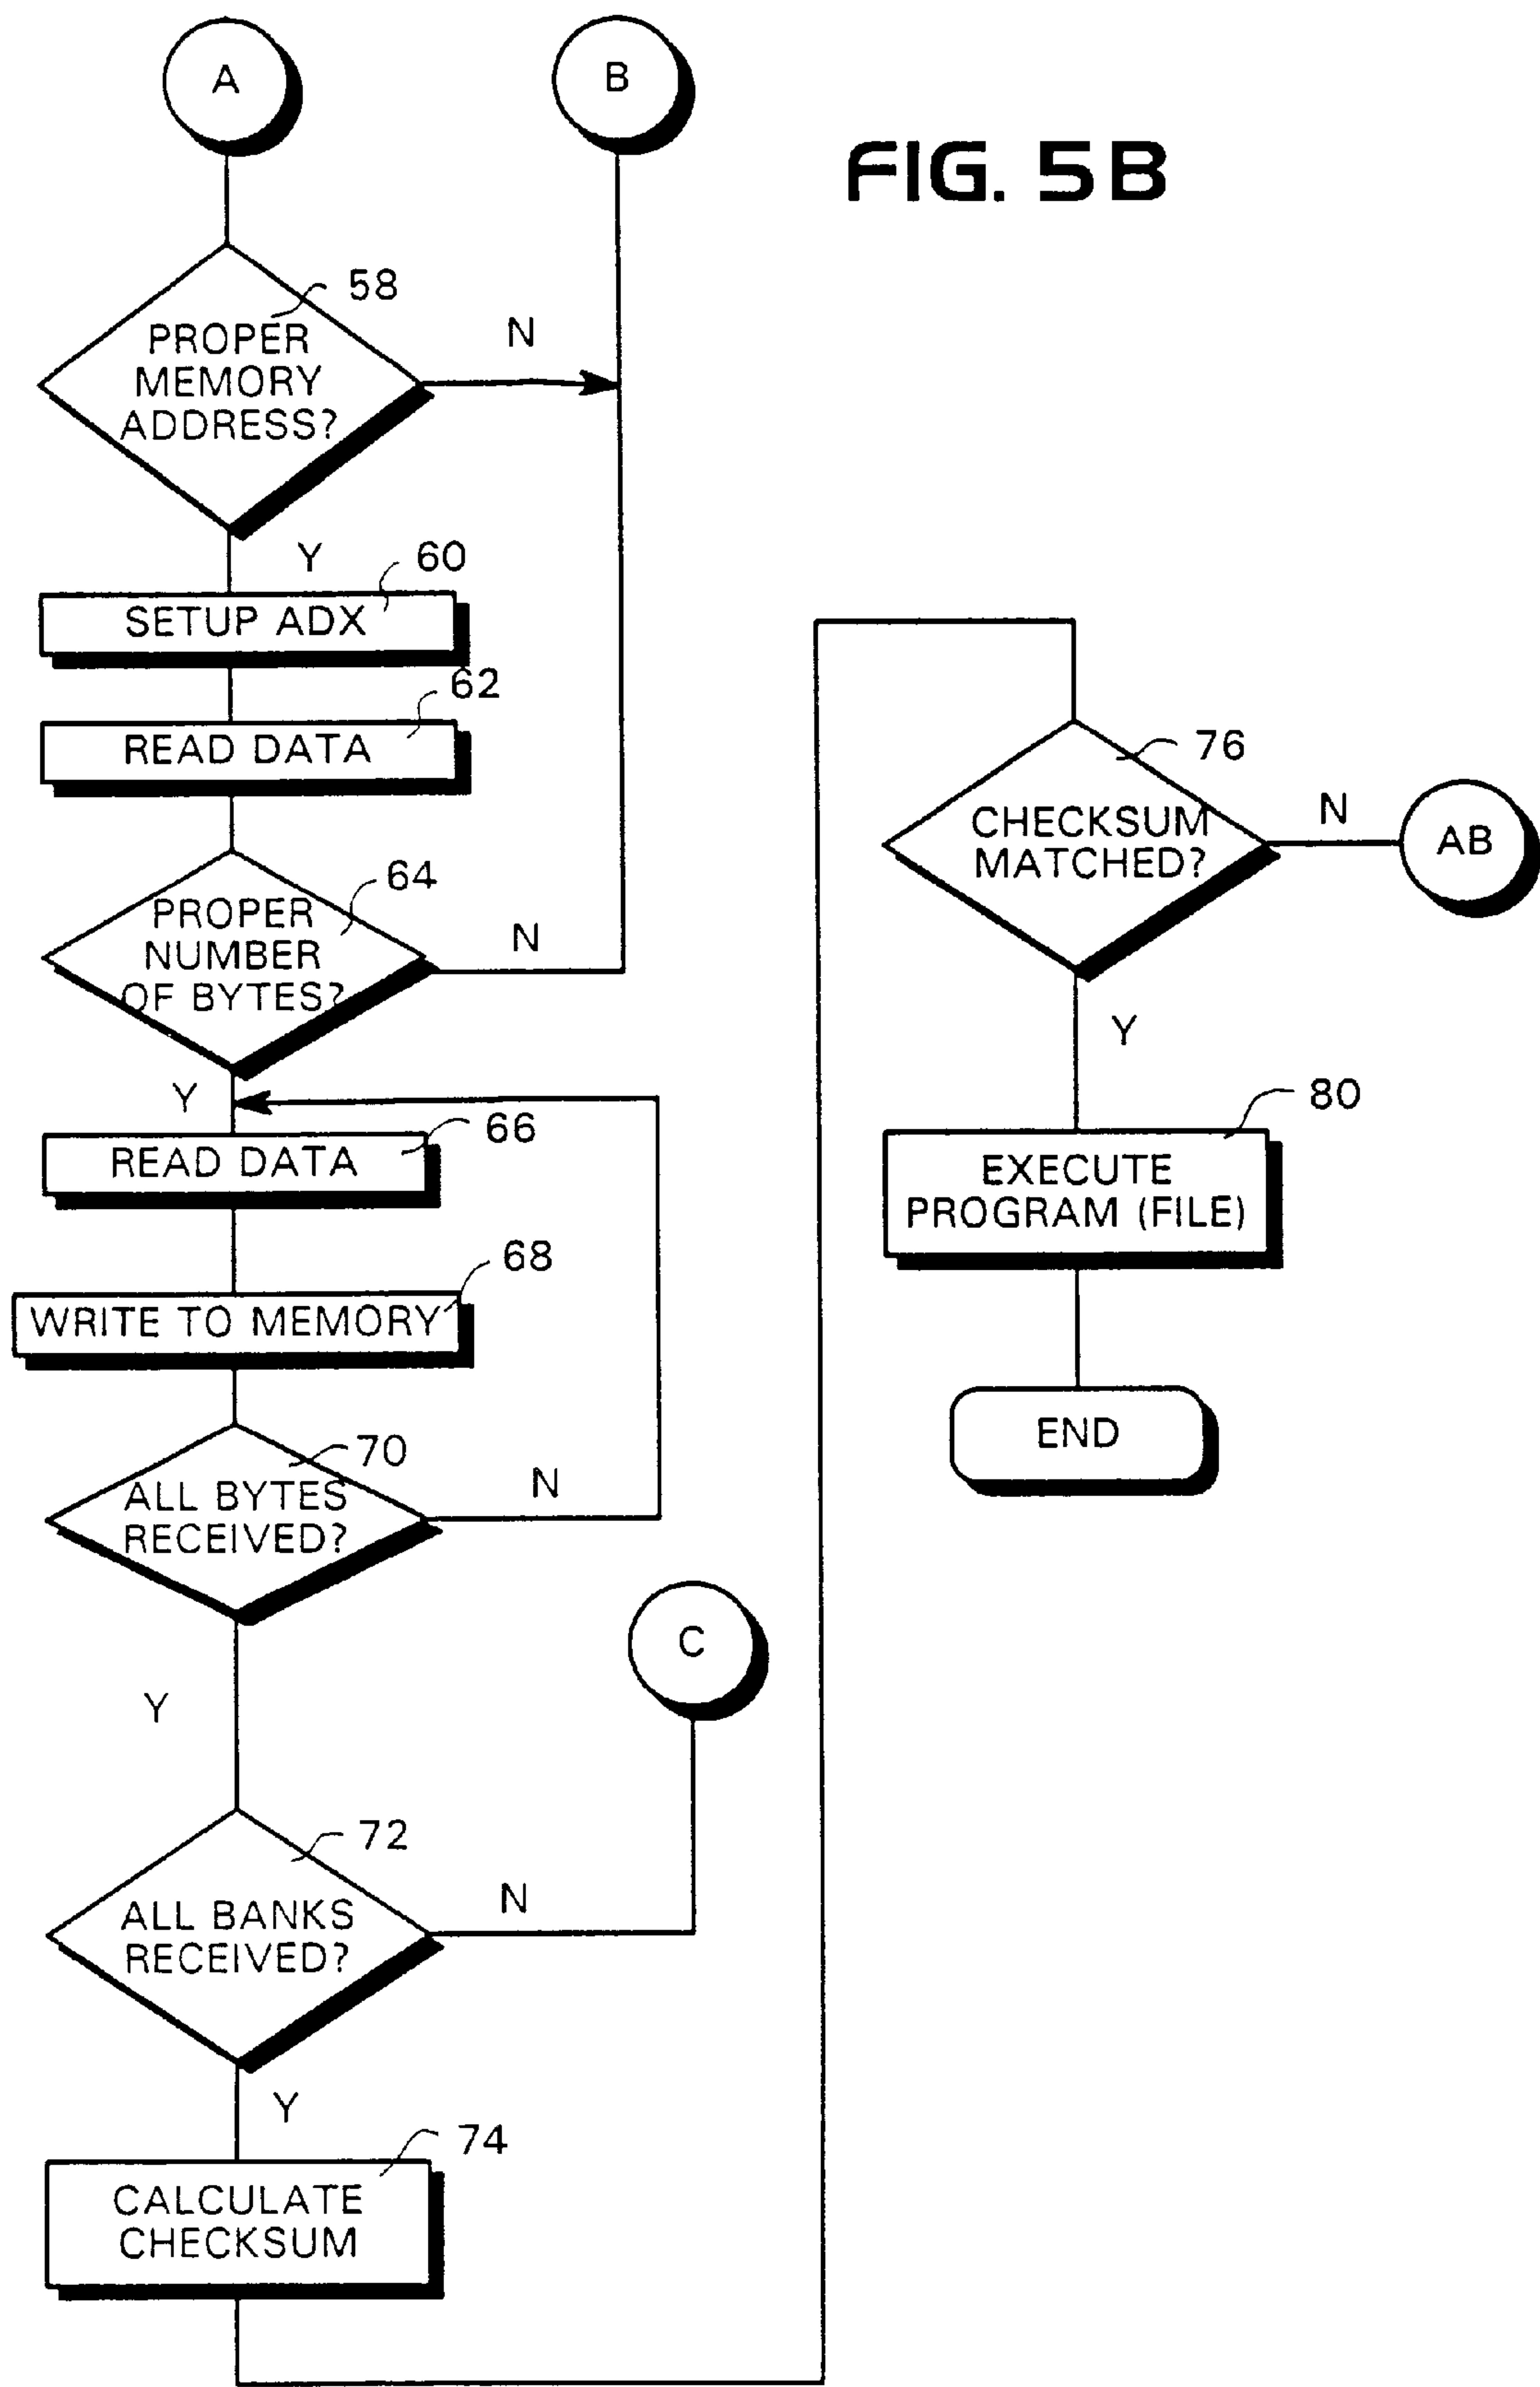 A
B
FIG. 5B
58
PROPER
MEMORY
ADDRESS?
N
Y
60
SETUP ADX
62
READ DATA
64
PROPER
NUMBER
OF BYTES?
N
Y
66
READ DATA
68
WRITE TO MEMORY
70
ALL BYTES
RECEIVED?
N
Y
C
72
ALL BANKS
RECEIVED?
N
Y
74
CALCULATE
CHECKSUM
76
CHECKSUM
MATCHED?
N
AB
Y
80
EXECUTE
PROGRAM (FILE)
END